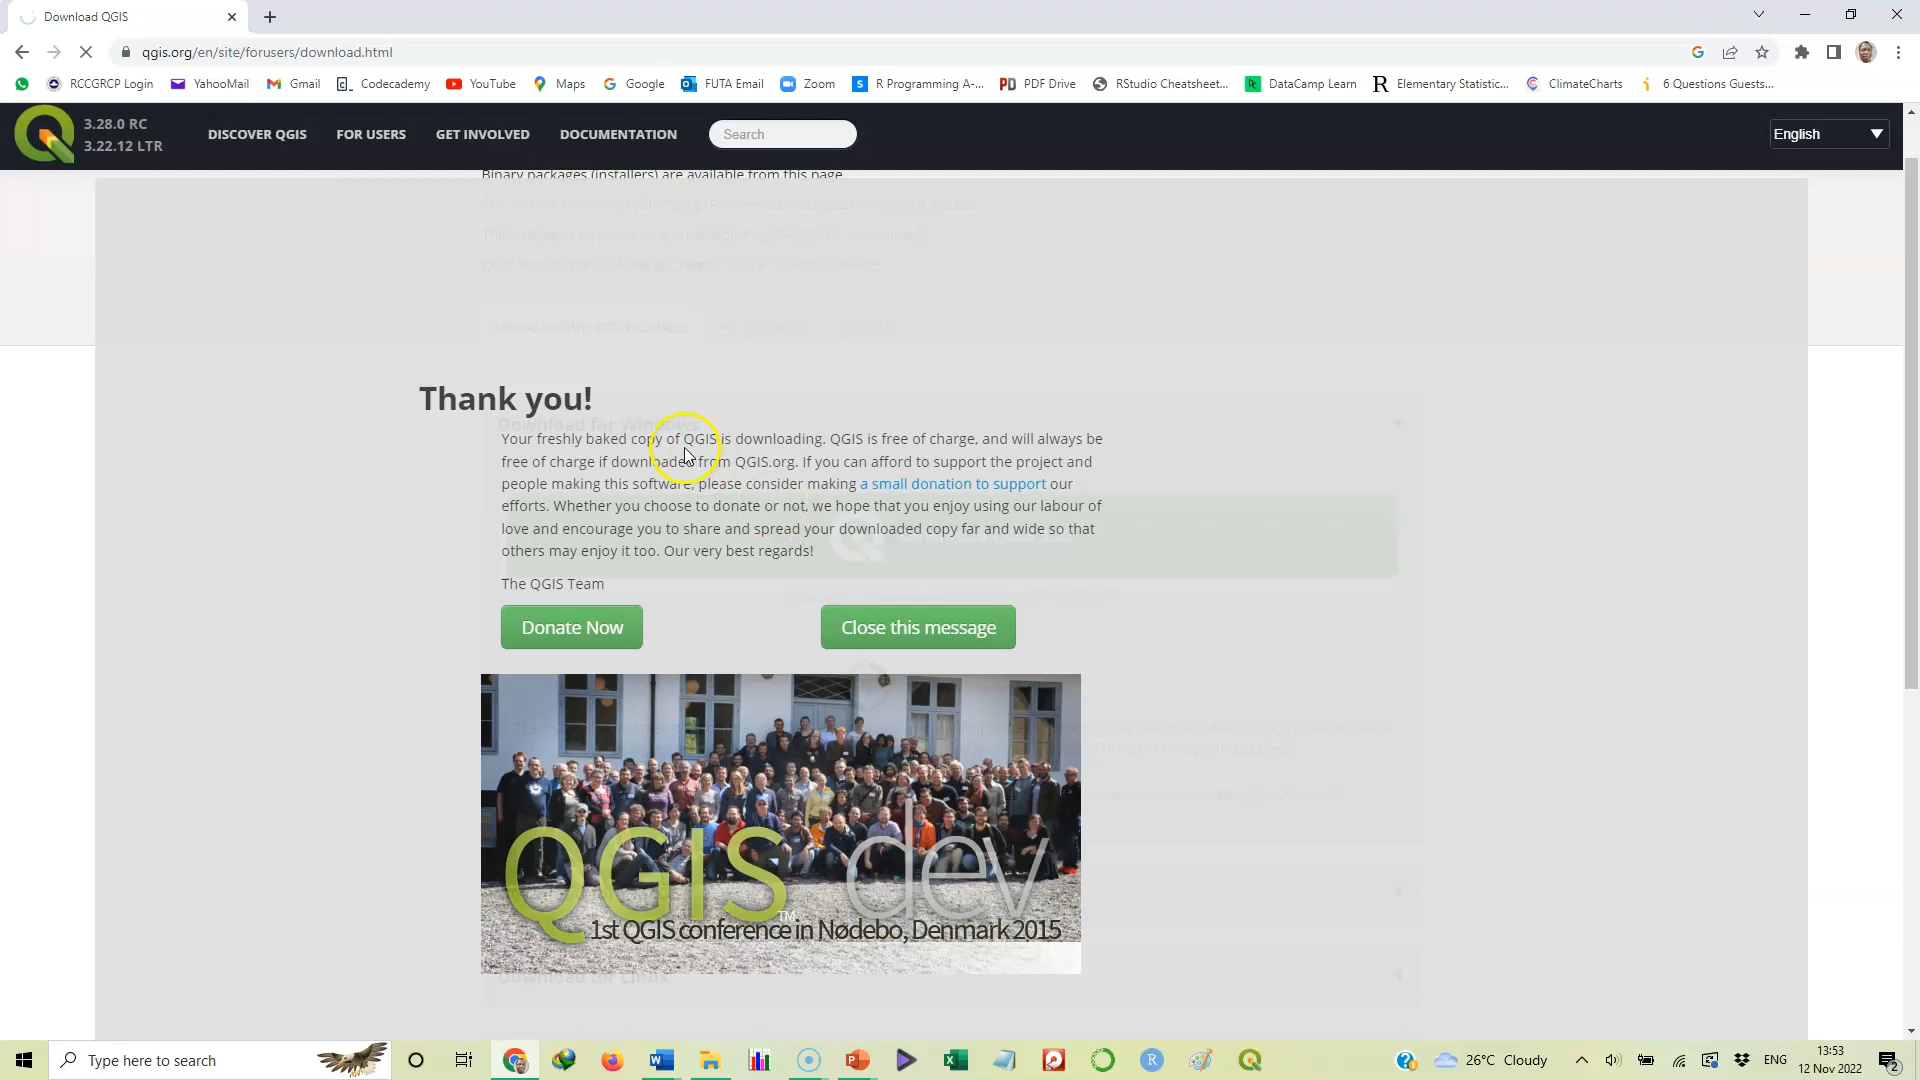 Download QGIS
qgis.org/en/site/forusers/download.html
RCCGRCP Login YahooMail Gmail Codecademy YouTube Maps Google FUTA Email Zoom R Programming A-... PDF Drive RStudio Cheatsheet... DataCamp Learn Elementary Statistic... ClimateCharts 6 Questions Guests...
3.28.0 RC
3.22.12 LTR
DISCOVER QGIS FOR USERS GET INVOLVED DOCUMENTATION Search English
Binary packages (installers) are available from this page.
Thank you!
Download for Windows
Your freshly baked copy of QGIS is downloading. QGIS is free of charge, and will always be
free of charge if downloaded from QGIS.org. If you can afford to support the project and
people making this software, please consider making a small donation to support our
efforts. Whether you choose to donate or not, we hope that you enjoy using our labour of
love and encourage you to share and spread your downloaded copy far and wide so that
others may enjoy it too. Our very best regards!
The QGIS Team
Donate Now Close this message
QGIS dev
TM
1st QGIS conference in Nødebo, Denmark 2015
Download for Linux
Type here to search
26°C Cloudy
ENG
13:53
12 Nov 2022
2